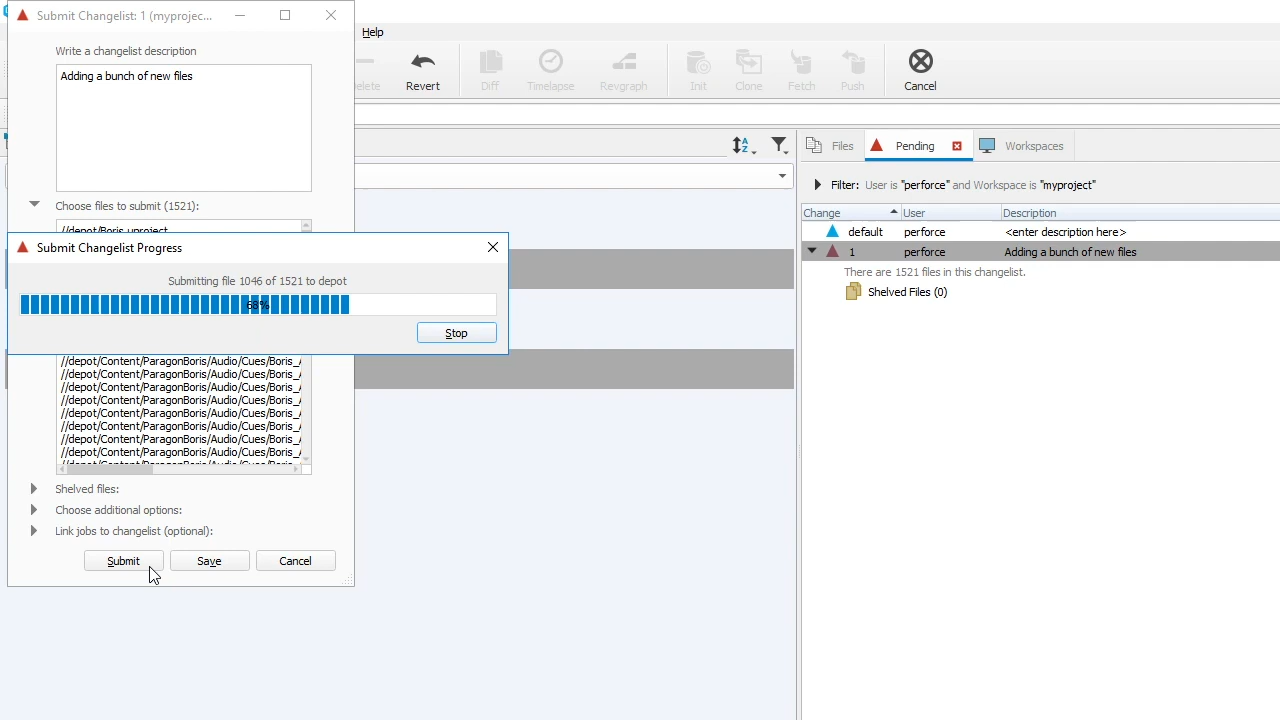 Submit Changelist: 1 (myprojec...
Help
Revert
Diff
Timelapse
Revgraph
Init
Clone
Fetch
Push
Cancel
Write a changelist description
Adding a bunch of new files
Choose files to submit (1521):
//depot/Boris.uproject
Submit Changelist Progress
Submitting file 1046 of 1521 to depot
68%
Stop
//depot/Content/ParagonBoris/Audio/Cues/Boris_
//depot/Content/ParagonBoris/Audio/Cues/Boris_
//depot/Content/ParagonBoris/Audio/Cues/Boris_
//depot/Content/ParagonBoris/Audio/Cues/Boris_
//depot/Content/ParagonBoris/Audio/Cues/Boris_
//depot/Content/ParagonBoris/Audio/Cues/Boris_
//depot/Content/ParagonBoris/Audio/Cues/Boris_
//depot/Content/ParagonBoris/Audio/Cues/Boris_
Shelved files:
Choose additional options:
Link jobs to changelist (optional):
Submit
Save
Cancel
Files
Pending
Workspaces
Filter: User is "perforce" and Workspace is "myproject"
Change User Description
default perforce <enter description here>
1 perforce Adding a bunch of new files
There are 1521 files in this changelist.
Shelved Files (0)